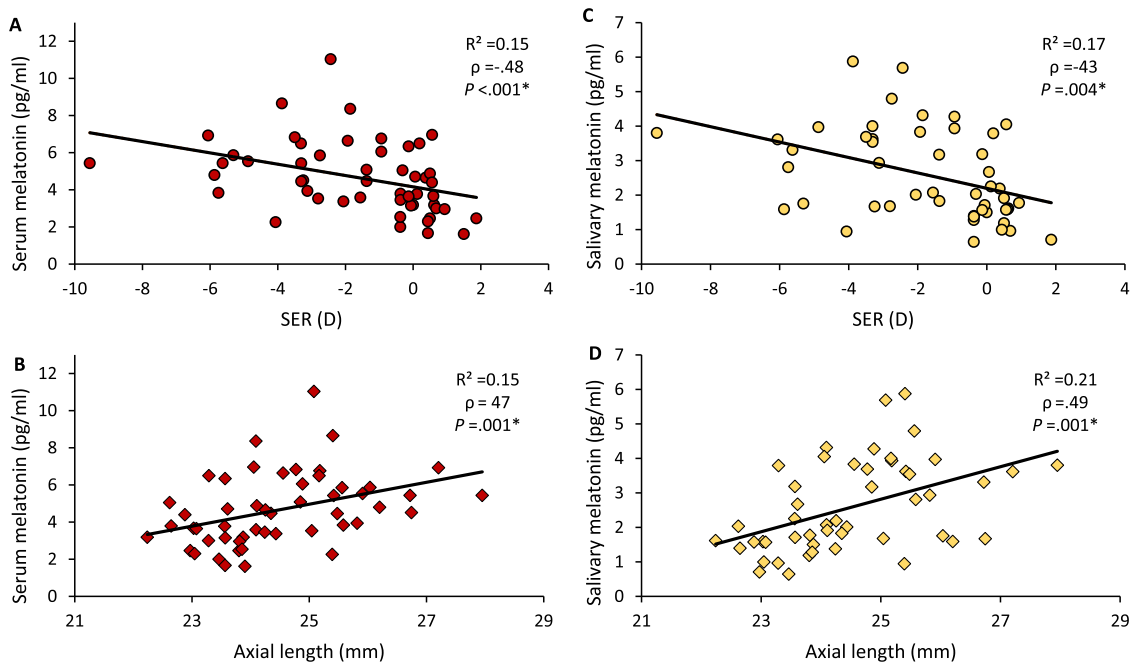 A
Serum melatonin (pg/ml)
12
10
8
6
4
2
0
-10 -8 -6 -4 -2 0 2 4
SER (D)
R² =0.15
ρ =-.48
P <.001*
C
Salivary melatonin (pg/ml)
7
6
5
4
3
2
1
0
-10 -8 -6 -4 -2 0 2 4
SER (D)
R² =0.17
ρ =-43
P =.004*
B
Serum melatonin (pg/ml)
12
10
8
6
4
2
0
21 23 25 27 29
Axial length (mm)
R² =0.15
ρ = 47
P =.001*
D
Salivary melatonin (pg/ml)
7
6
5
4
3
2
1
0
21 23 25 27 29
Axial length (mm)
R² =0.21
ρ =.49
P =.001*